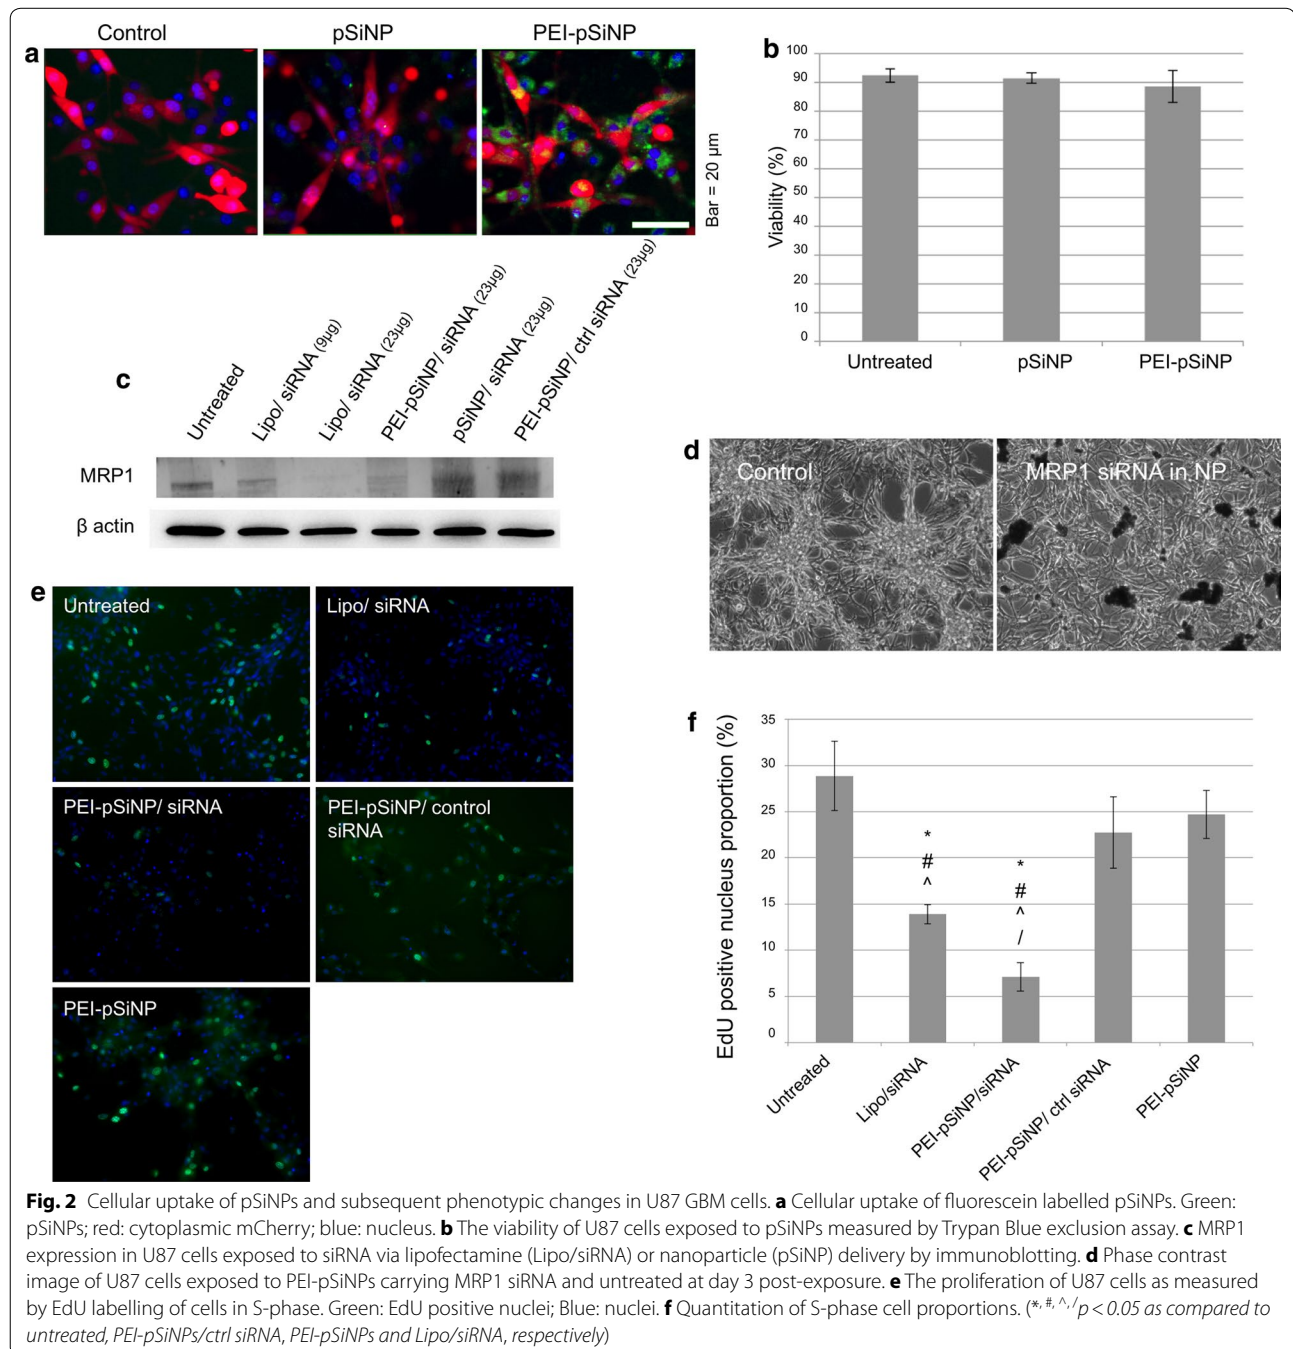 Control
pSiNP
PEI-pSiNP
a
Bar = 20 µm
b
100
90
80
70
60
50
40
30
20
10
0
Viability (%)
Untreated
pSiNP
PEI-pSiNP
c
Untreated
Lipo/ siRNA (9µg)
Lipo/ siRNA (23µg)
PEI-pSiNP/ siRNA (23µg)
pSiNP/ siRNA (23µg)
PEI-pSiNP/ ctrl siRNA (23µg)
MRP1
β actin
d
Control
MRP1 siRNA in NP
e
Untreated
Lipo/ siRNA
PEI-pSiNP/ siRNA
PEI-pSiNP/ control
siRNA
PEI-pSiNP
f
35
30
25
20
15
10
5
0
EdU positive nucleus proportion (%)
*
#
^
*
#
^
/
Untreated
Lipo/siRNA
PEI-pSiNP/siRNA
PEI-pSiNP/ ctrl siRNA
PEI-pSiNP
Fig. 2 Cellular uptake of pSiNPs and subsequent phenotypic changes in U87 GBM cells. a Cellular uptake of fluorescein labelled pSiNPs. Green:
pSiNPs; red: cytoplasmic mCherry; blue: nucleus. b The viability of U87 cells exposed to pSiNPs measured by Trypan Blue exclusion assay. c MRP1
expression in U87 cells exposed to siRNA via lipofectamine (Lipo/siRNA) or nanoparticle (pSiNP) delivery by immunoblotting. d Phase contrast
image of U87 cells exposed to PEI-pSiNPs carrying MRP1 siRNA and untreated at day 3 post-exposure. e The proliferation of U87 cells as measured
by EdU labelling of cells in S-phase. Green: EdU positive nuclei; Blue: nuclei. f Quantitation of S-phase cell proportions. (*, #, ^, /p < 0.05 as compared to
untreated, PEI-pSiNPs/ctrl siRNA, PEI-pSiNPs and Lipo/siRNA, respectively)